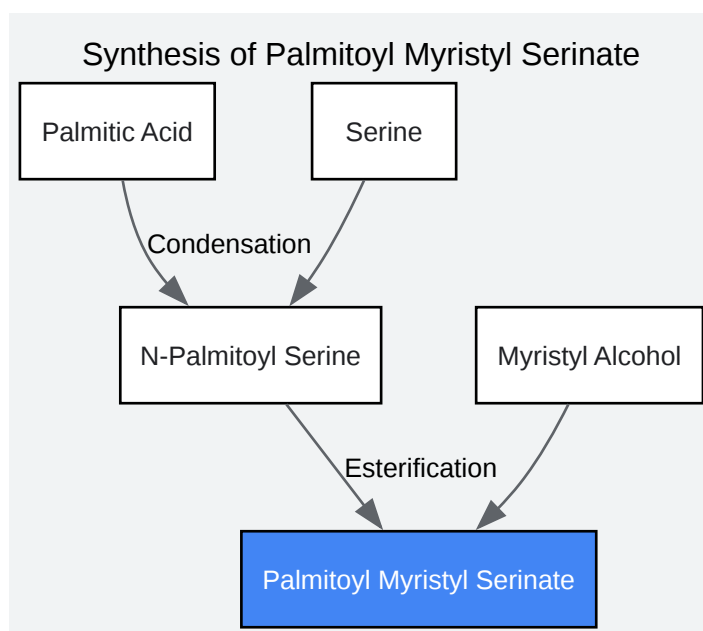 Synthesis of Palmitoyl Myristyl Serinate
Palmitic Acid
Serine
Condensation
N-Palmitoyl Serine
Myristyl Alcohol
Esterification
Palmitoyl Myristyl Serinate